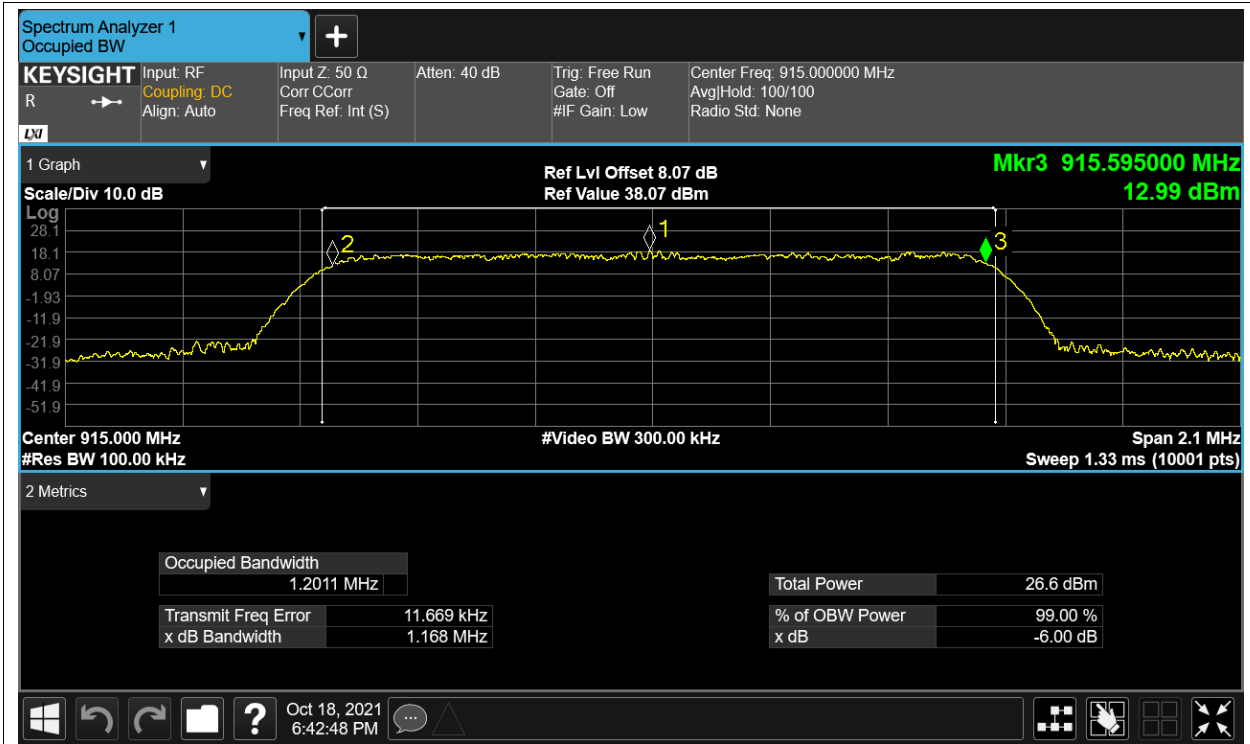 Spectrum Analyzer 1
Occupied BW
+
KEYSIGHT
R
LXI
Input: RF
Coupling: DC
Align: Auto
Input Z: 50 Ω
Corr CCorr
Freq Ref: Int (S)
Atten: 40 dB
Trig: Free Run
Gate: Off
#IF Gain: Low
Center Freq: 915.000000 MHz
Avg|Hold: 100/100
Radio Std: None
1 Graph
Scale/Div 10.0 dB
Ref Lvl Offset 8.07 dB
Ref Value 38.07 dBm
Mkr3 915.595000 MHz
12.99 dBm
Log
28.1
18.1
8.07
-1.93
-11.9
-21.9
-31.9
-41.9
-51.9
2
1
3
Center 915.000 MHz
#Video BW 300.00 kHz
Span 2.1 MHz
#Res BW 100.00 kHz
Sweep 1.33 ms (10001 pts)
2 Metrics
Occupied Bandwidth
1.2011 MHz
Transmit Freq Error 11.669 kHz
x dB Bandwidth 1.168 MHz
Total Power 26.6 dBm
% of OBW Power 99.00 %
x dB -6.00 dB
?
Oct 18, 2021
6:42:48 PM